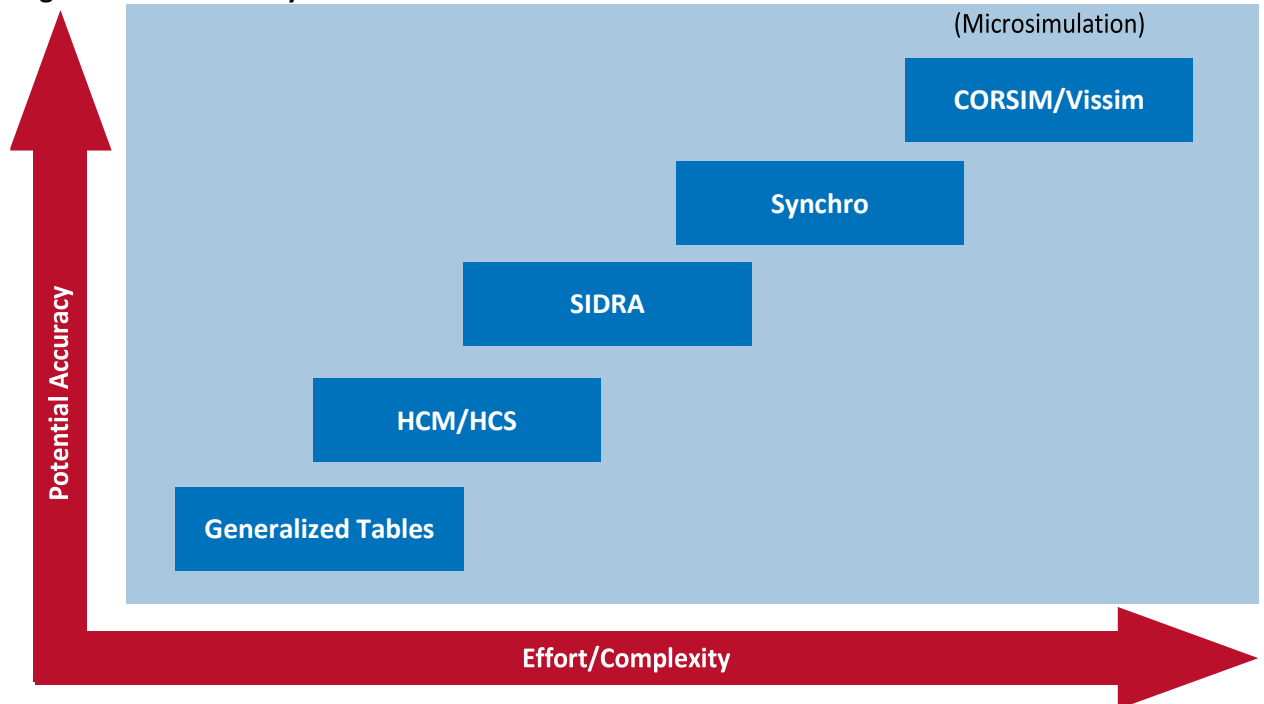 (Microsimulation)
CORSIM/Vissim
Synchro
SIDRA
HCM/HCS
Generalized Tables
Potential Accuracy
Effort/Complexity